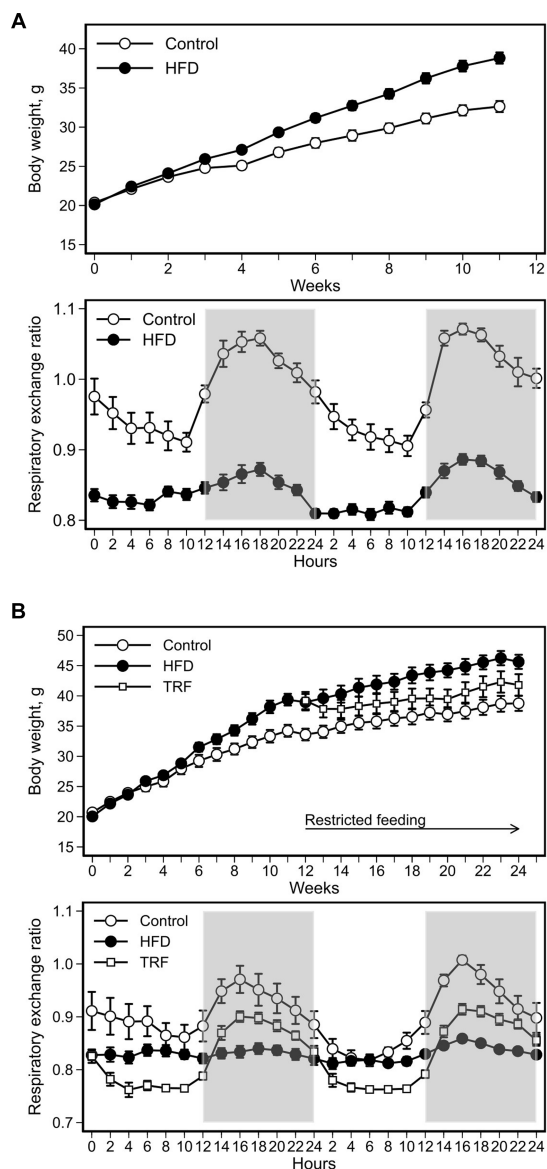 A
Control
HFD
Body weight, g
40
35
30
25
20
15
0 2 4 6 8 10 12
Weeks
Control
HFD
Respiratory exchange ratio
1.1
1.0
0.9
0.8
0 2 4 6 8 10 12 14 16 18 20 22 24 2 4 6 8 10 12 14 16 18 20 22 24
Hours
B
Control
HFD
TRF
Body weight, g
50
45
40
35
30
25
20
15
Restricted feeding
0 2 4 6 8 10 12 14 16 18 20 22 24
Weeks
Control
HFD
TRF
Respiratory exchange ratio
1.1
1.0
0.9
0.8
0.7
0 2 4 6 8 10 12 14 16 18 20 22 24 2 4 6 8 10 12 14 16 18 20 22 24
Hours